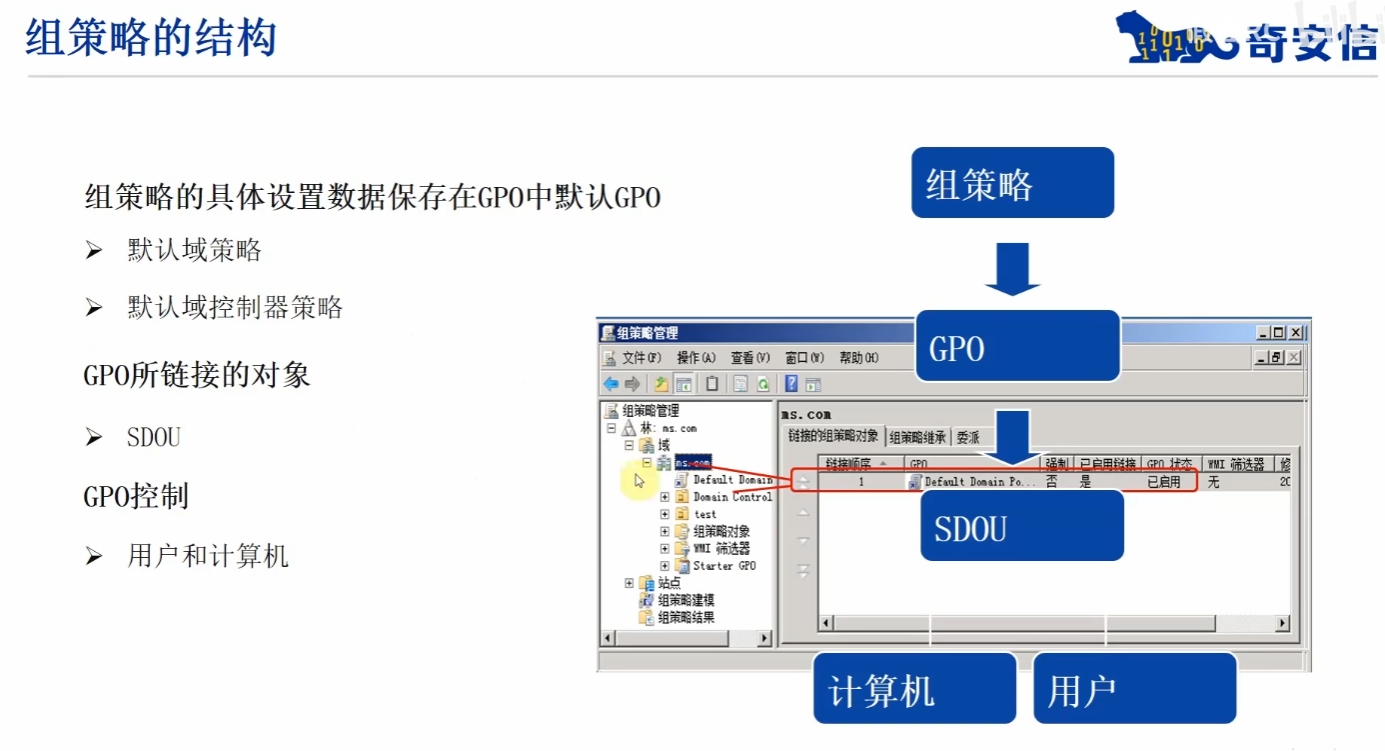 组策略的结构
奇安信
组策略的具体设置数据保存在GPO中默认GPO
默认域策略
默认域控制器策略
GPO所链接的对象
SDOU
GPO控制
用户和计算机
组策略
GPO
SDOU
计算机
用户
组策略管理
文件(F) 操作(A) 查看(V) 窗口(W) 帮助(H)
组策略管理
林: ms.com
域
ms.com
Default Domain
Domain Control
test
组策略对象
WMI 筛选器
Starter GPO
站点
组策略建模
组策略结果
ms.com
链接的组策略对象 组策略继承 委派
链接顺序 GPO 强制 已启用链接 GPO 状态 WMI 筛选器 修
1 Default Domain Po... 否 是 已启用 无 20